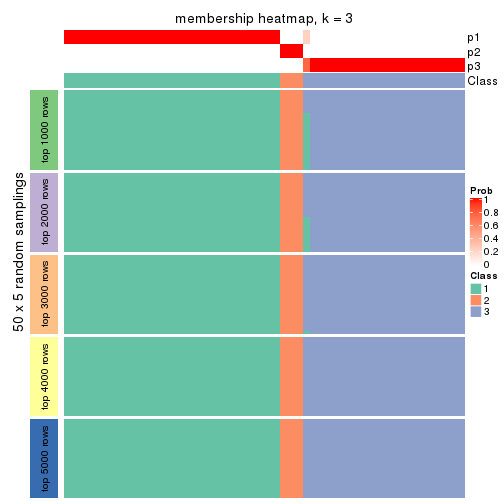 membership heatmap, k = 3
p1
p2
p3
Class
50 x 5 random samplings
top 1000 rows
top 2000 rows
top 3000 rows
top 4000 rows
top 5000 rows
Prob
1
0.8
0.6
0.4
0.2
0
Class
1
2
3